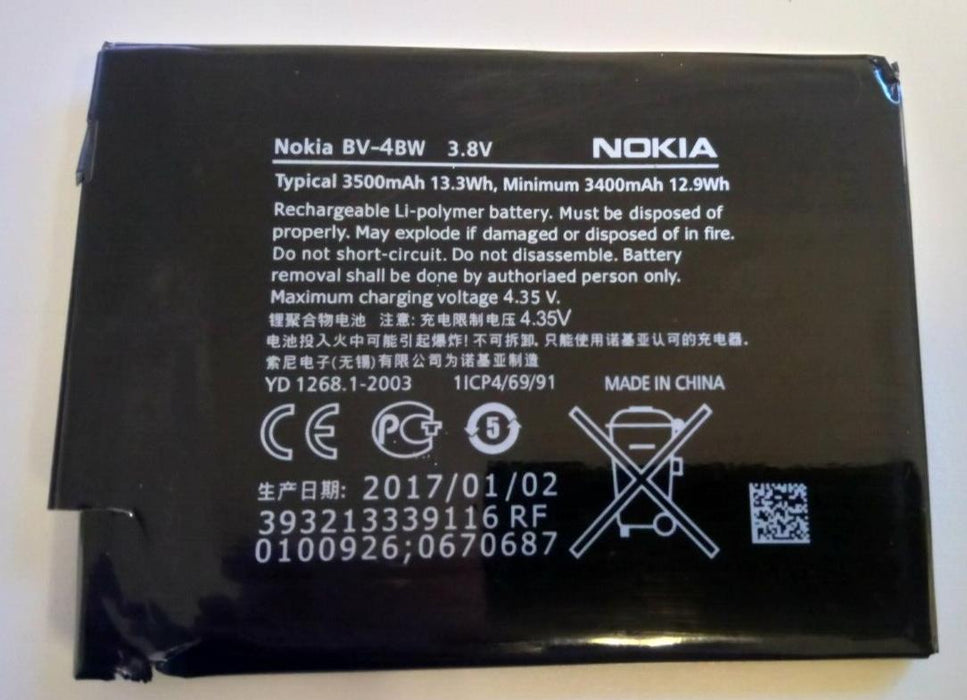 Nokia BV-4BW 3.8V NOKIA
Typical 3500mAh 13.3Wh, Minimum 3400mAh 12.9Wh
Rechargeable Li-polymer battery. Must be disposed of
properly. May explode if damaged or disposed of in fire.
Do not short-circuit. Do not disassemble. Battery
removal shall be done by authorlaed person only.
Maximum charging voltage 4.35 V.
锂聚合物电池 注意: 充电限制电压 4.35V
电池投入火中可能引起爆炸! 不可拆卸, 只能使用诺基亚认可的充电器.
索尼电子(无锡)有限公司为诺基亚制造
YD 1268.1-2003 1ICP4/69/91 MADE IN CHINA
CE PCT 5
生产日期: 2017/01/02
393213339116 RF
0100926;0670687